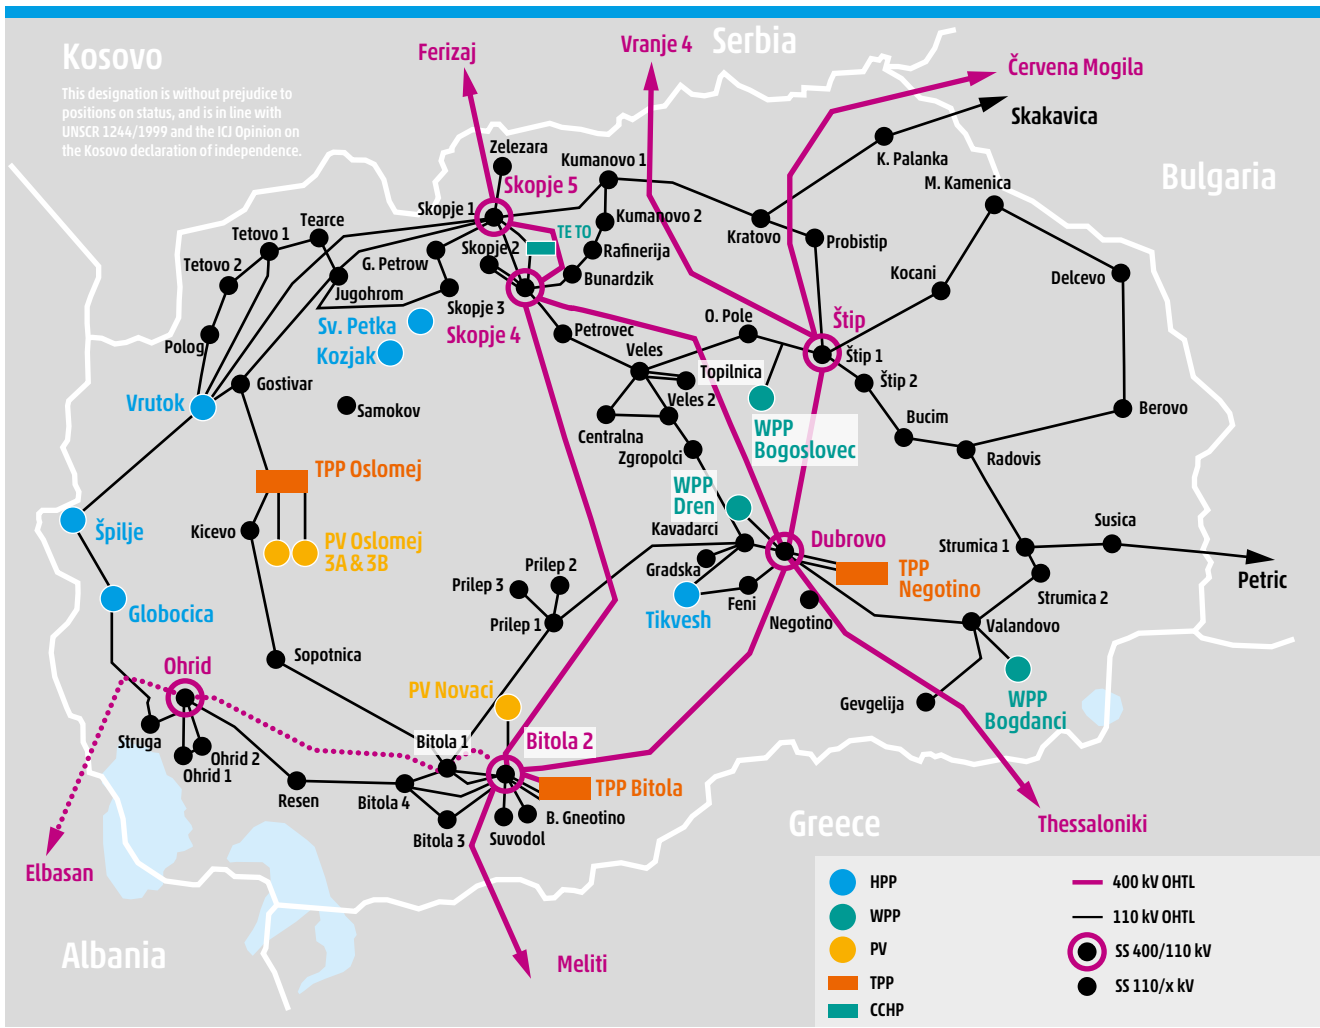 Kosovo
This designation is without prejudice to
positions on status, and is in line with
UNSCR 1244/1999 and the ICJ Opinion on
the Kosovo declaration of independence.
Ferizaj
Vranje 4
Serbia
Červena Mogila
Skakavica
Bulgaria
Zelezara
Kumanovo 1
K. Palanka
M. Kamenica
Skopje 5
Skopje 1
Tearce
Tetovo 1
Tetovo 2
Kumanovo 2
Kratovo
Probistip
TE TO
Skopje 2
G. Petrow
Rafinerija
Bunardzik
Jugohrom
Skopje 3
Kocani
Delcevo
Sv. Petka
Kozjak
Skopje 4
Polog
Petrovec
O. Pole
Štip
Veles
Štip 1
Topilnica
Štip 2
Gostivar
Vrutok
Samokov
Veles 2
WPP
Bogoslovec
Bucim
Berovo
Centralna
Zgropolci
Radovis
TPP Oslomej
WPP
Dren
Špilje
Kicevo
PV Oslomej
3A & 3B
Kavadarci
Dubrovo
Susica
Strumica 1
Petric
Gradska
TPP
Negotino
Prilep 2
Prilep 3
Strumica 2
Globocica
Tikvesh
Feni
Negotino
Prilep 1
Valandovo
Sopotnica
Ohrid
PV Novaci
Gevgelija
WPP
Bogdanci
Struga
Ohrid 2
Ohrid 1
Bitola 1
Bitola 2
Resen
Bitola 4
TPP Bitola
B. Gneotino
Bitola 3
Suvodol
Greece
Thessaloniki
Elbasan
Albania
Meliti
HPP
WPP
PV
TPP
CCHP
400 kV OHTL
110 kV OHTL
SS 400/110 kV
SS 110/x kV